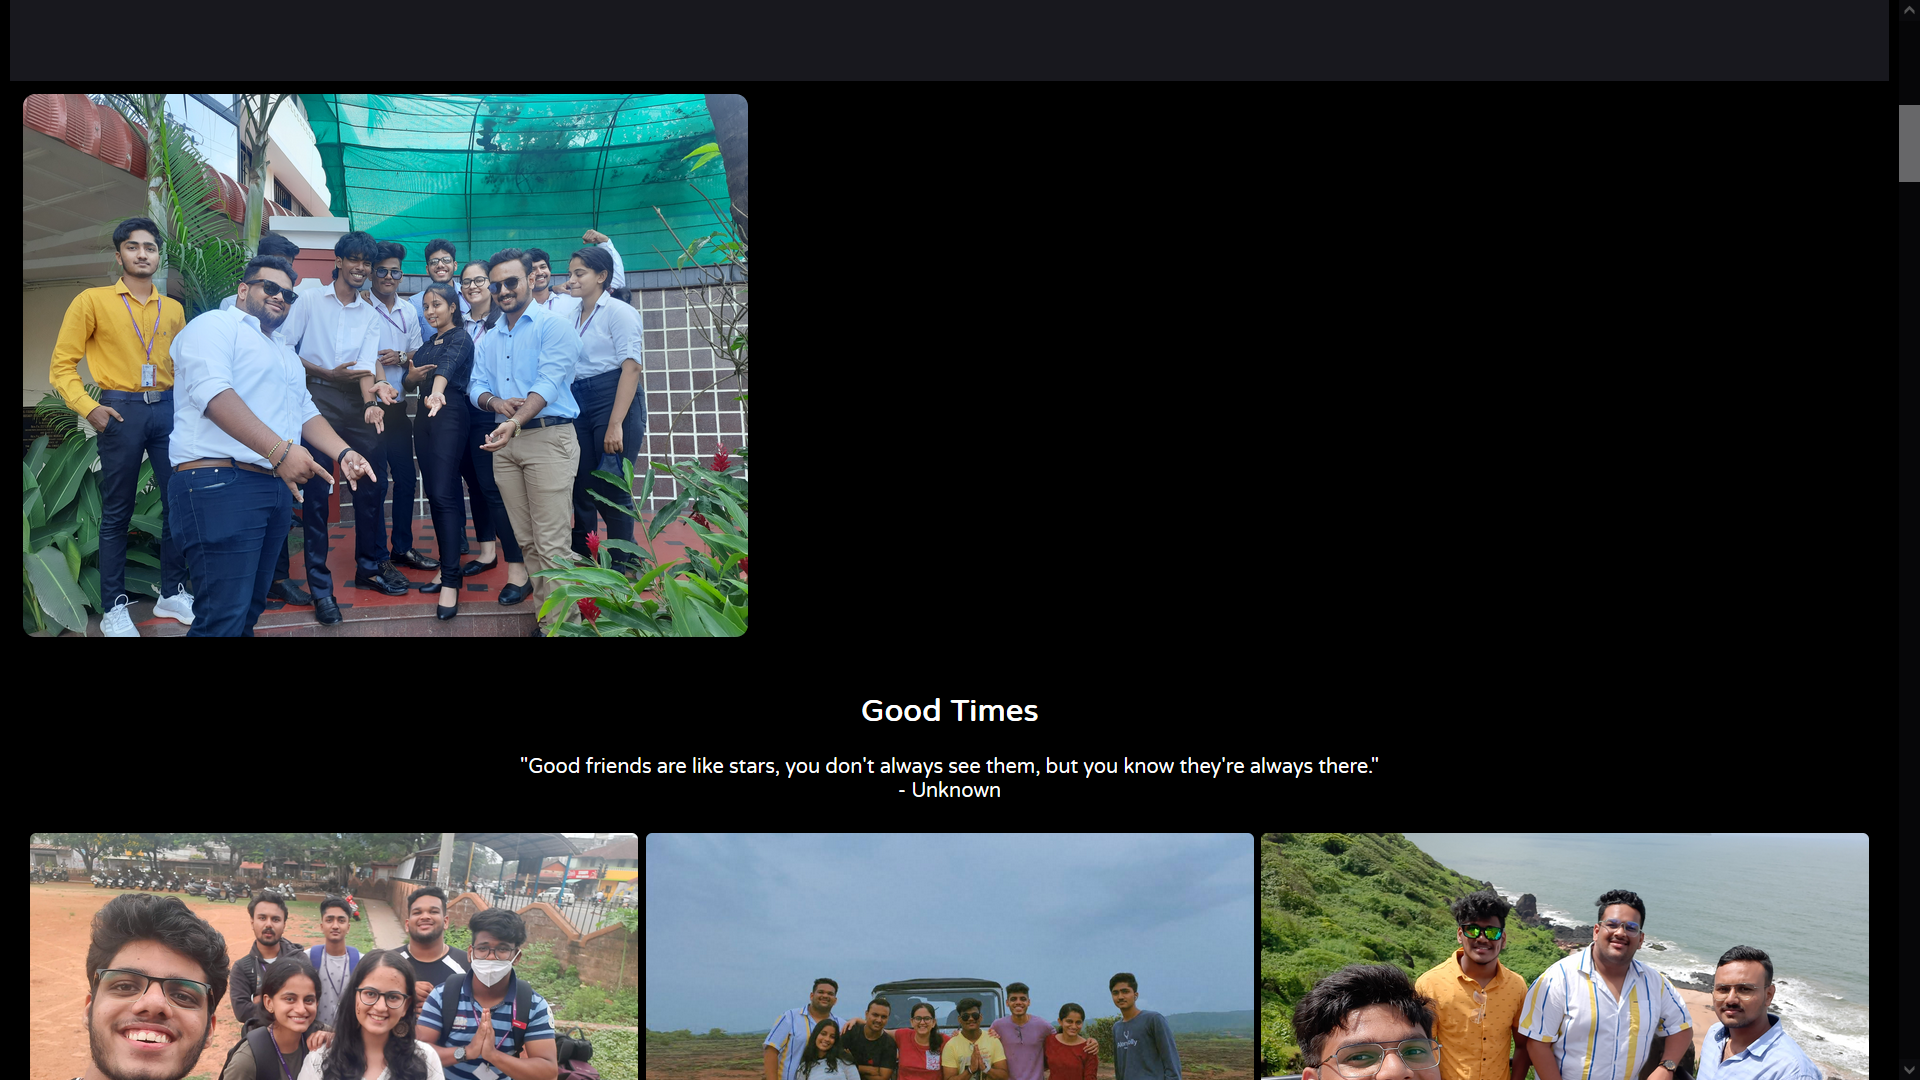 Good Times
"Good friends are like stars, you don't always see them, but you know they're always there."
- Unknown